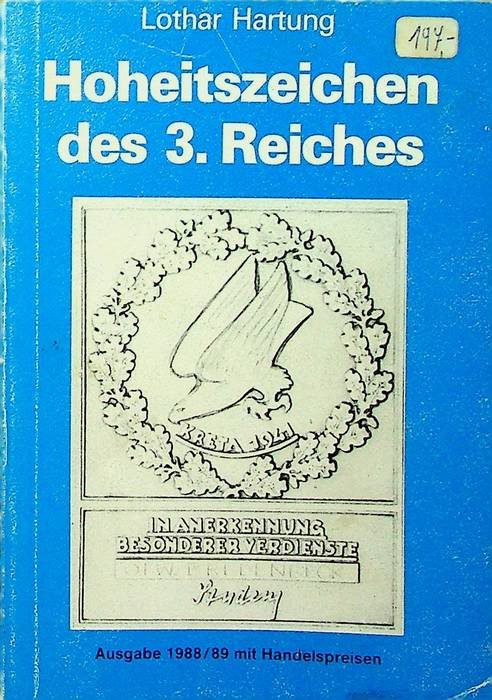 Lothar Hartung
197,-
Hoheitszeichen
des 3. Reiches
KRETA 1941
IN ANERKENNUNG
BESONDERER VERDIENSTE
Ausgabe 1988/89 mit Handelspreisen